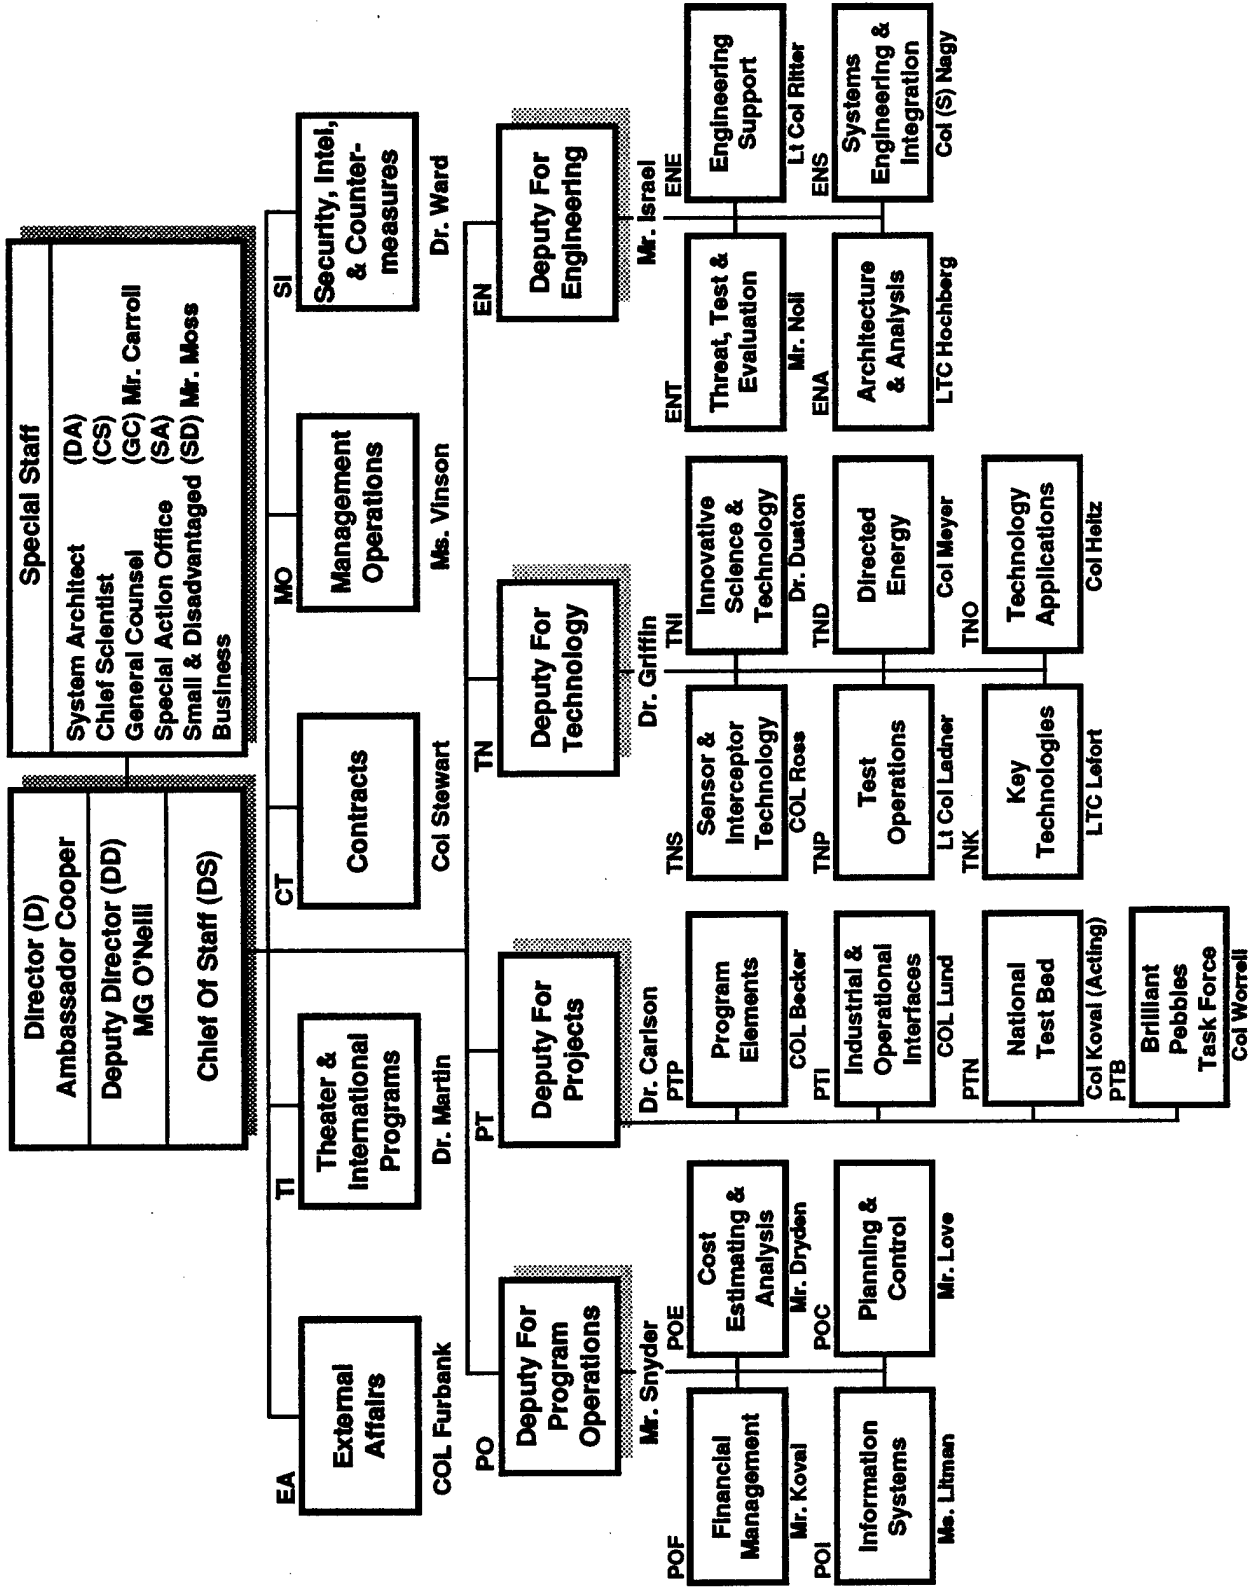 Director (D)
Ambassador Cooper
Deputy Director (DD)
MG O'Neill
Chief Of Staff (DS)
Special Staff
System Architect (DA)
Chief Scientist (CS)
General Counsel (GC) Mr. Carroll
Special Action Office (SA)
Small & Disadvantaged (SD) Mr. Moss
Business
EA
External
Affairs
COL Furbank
TI
Theater &
International
Programs
Dr. Martin
CT
Contracts
Col Stewart
MO
Management
Operations
Ms. Vinson
SI
Security, Intel,
& Counter-
measures
Dr. Ward
PO
Deputy For
Program
Operations
Mr. Snyder
PT
Deputy For
Projects
Dr. Carlson
TN
Deputy For
Technology
Dr. Griffin
EN
Deputy For
Engineering
Mr. Israel
POF
Financial
Management
Mr. Koval
POE
Cost
Estimating &
Analysis
Mr. Dryden
POI
Information
Systems
Ms. Litman
POC
Planning &
Control
Mr. Love
PTP
Program
Elements
COL Becker
PTI
Industrial &
Operational
Interfaces
COL Lund
PTN
National
Test Bed
Col Koval (Acting)
PTB
Brilliant
Pebbles
Task Force
Col Worrell
TNS
Sensor &
Interceptor
Technology
COL Ross
TNI
Innovative
Science &
Technology
Dr. Duston
TNP
Test
Operations
Lt Col Ladner
TND
Directed
Energy
Col Meyer
TNK
Key
Technologies
LTC Lefort
TNO
Technology
Applications
Col Heitz
ENT
Threat, Test &
Evaluation
Mr. Noll
ENE
Engineering
Support
Lt Col Ritter
ENA
Architecture
& Analysis
LTC Hochberg
ENS
Systems
Engineering &
Integration
Col (S) Nagy